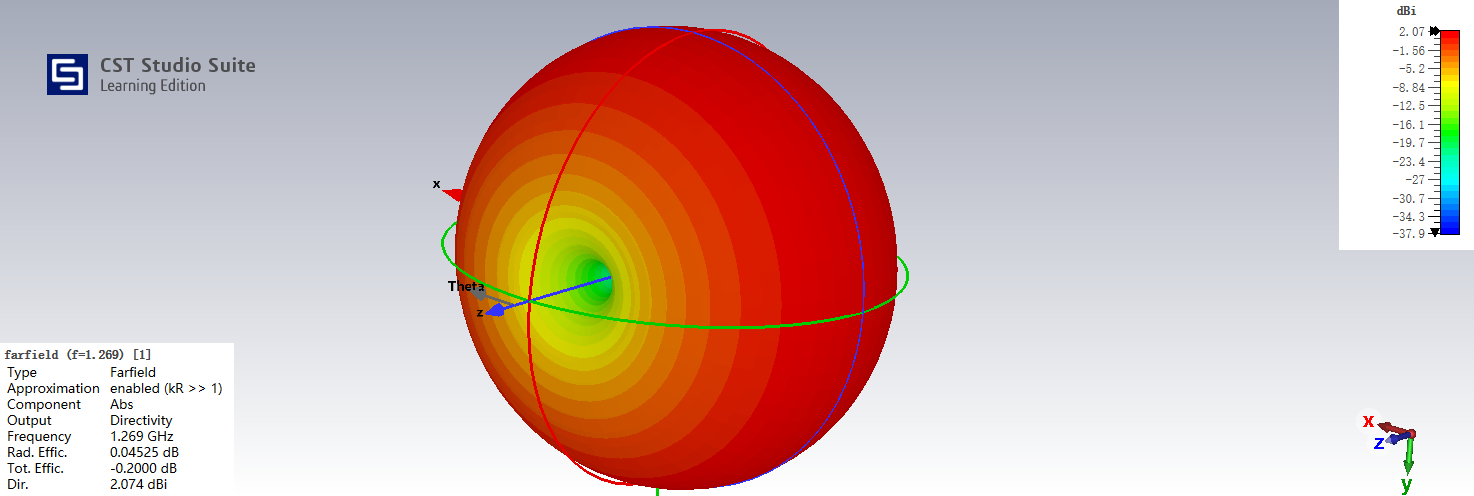 dBi
2.07
-1.56
-5.2
-8.84
-12.5
-16.1
-19.7
-23.4
-27
-30.7
-34.3
-37.9
CST Studio Suite
Learning Edition
x
Theta
z
farfield (f=1.269) [1]
Type Farfield
Approximation enabled (kR >> 1)
Component Abs
Output Directivity
Frequency 1.269 GHz
Rad. Effic. 0.04525 dB
Tot. Effic. -0.2000 dB
Dir. 2.074 dBi
x
z
y